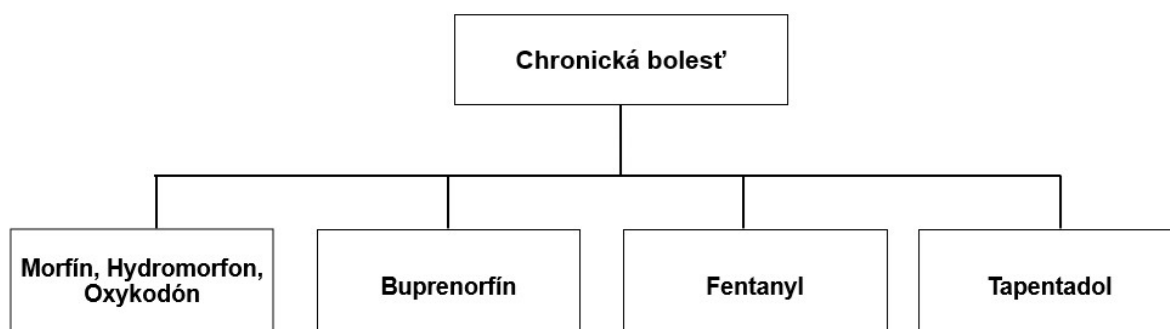 Chronická bolesť
Morfín, Hydromorfon,
Oxykodón
Buprenorfín
Fentanyl
Tapentadol